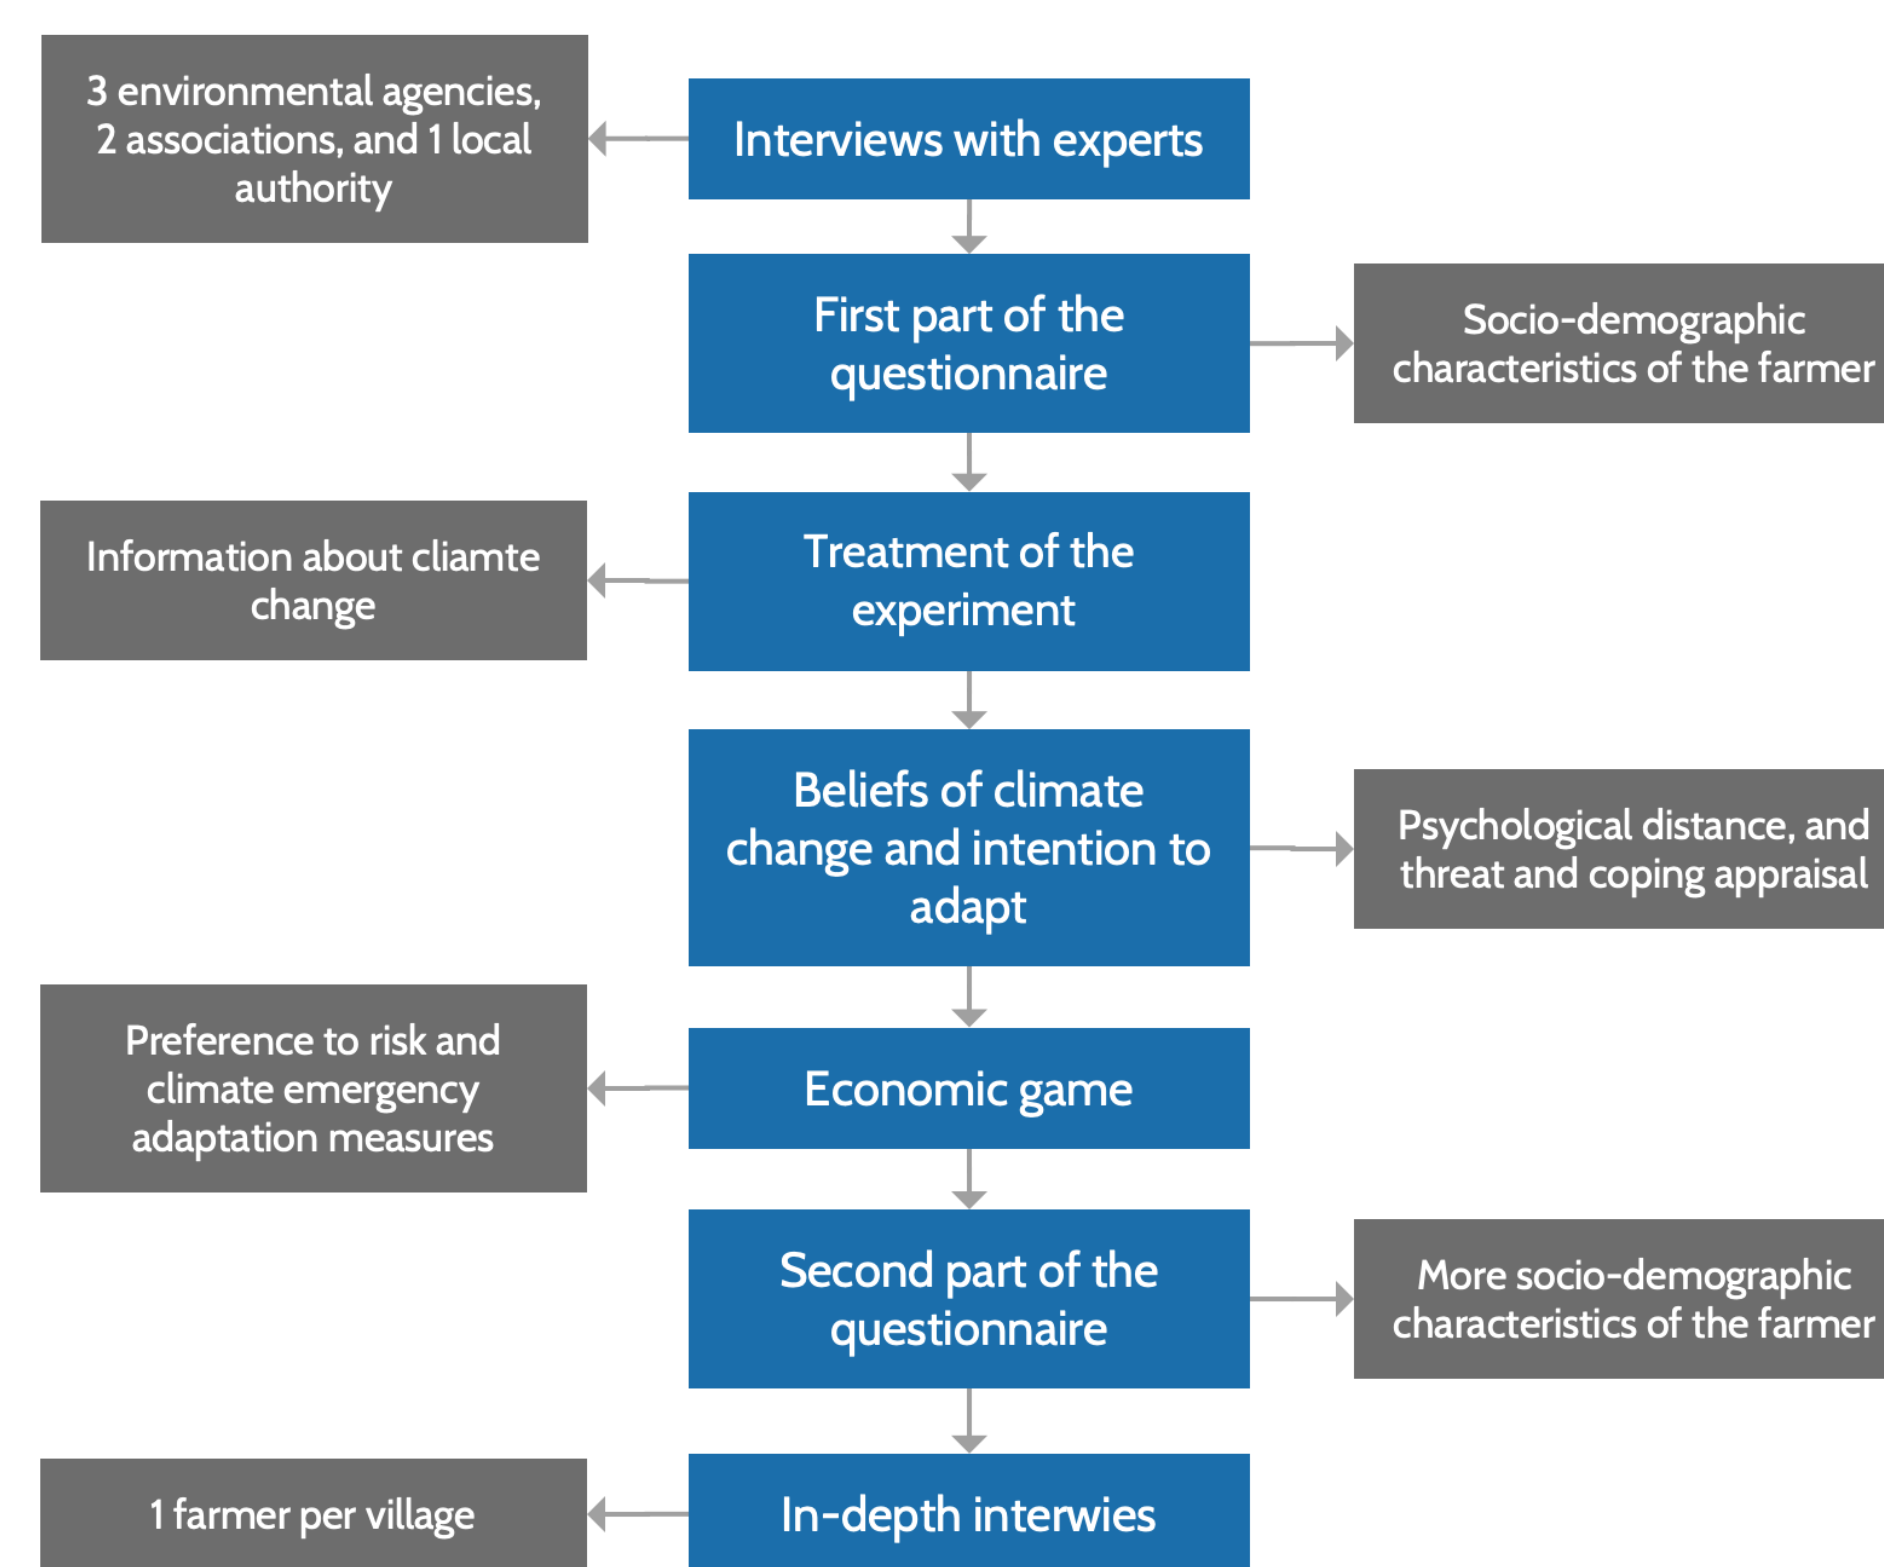 3 environmental agencies,
2 associations, and 1 local
authority
Interviews with experts
First part of the
questionnaire
Socio-demographic
characteristics of the farmer
Information about cliamte
change
Treatment of the
experiment
Beliefs of climate
change and intention to
adapt
Psychological distance, and
threat and coping appraisal
Preference to risk and
climate emergency
adaptation measures
Economic game
Second part of the
questionnaire
More socio-demographic
characteristics of the farmer
1 farmer per village
In-depth interwies